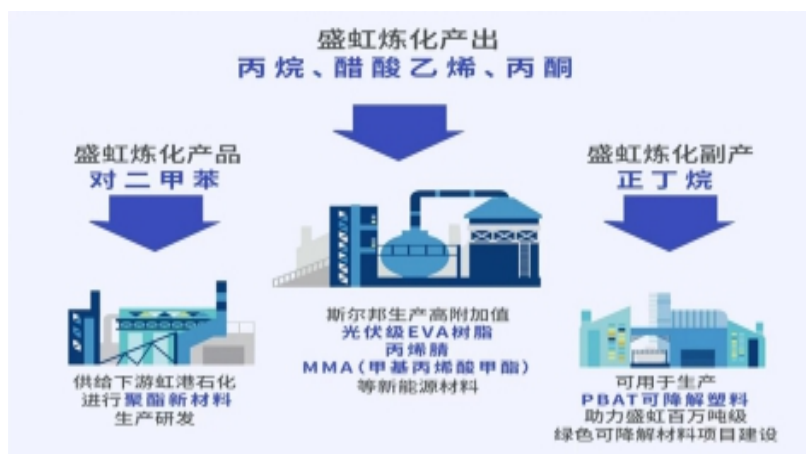 盛虹炼化产出
丙烷、醋酸乙烯、丙酮
盛虹炼化产品
对二甲苯
盛虹炼化副产
正丁烷
供给下游虹港石化
进行聚酯新材料
生产研发
斯尔邦生产高附加值
光伏级EVA树脂
丙烯腈
MMA(甲基丙烯酸甲酯)
等新能源材料
可用于生产
PBAT可降解塑料
助力盛虹百万吨级
绿色可降解材料项目建设